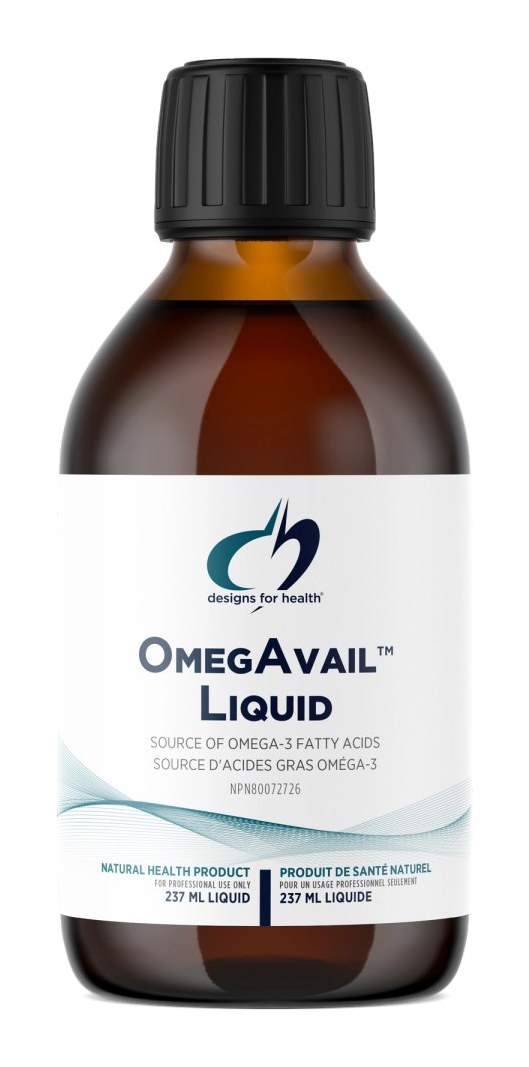 designs for health®
OmegAvail™
Liquid
SOURCE OF OMEGA-3 FATTY ACIDS
SOURCE D'ACIDES GRAS OMÉGA-3
NPN80072726
NATURAL HEALTH PRODUCT
FOR PROFESSIONAL USE ONLY
237 ML LIQUID
PRODUIT DE SANTÉ NATUREL
POUR UN USAGE PROFESSIONNEL SEULEMENT
237 ML LIQUIDE